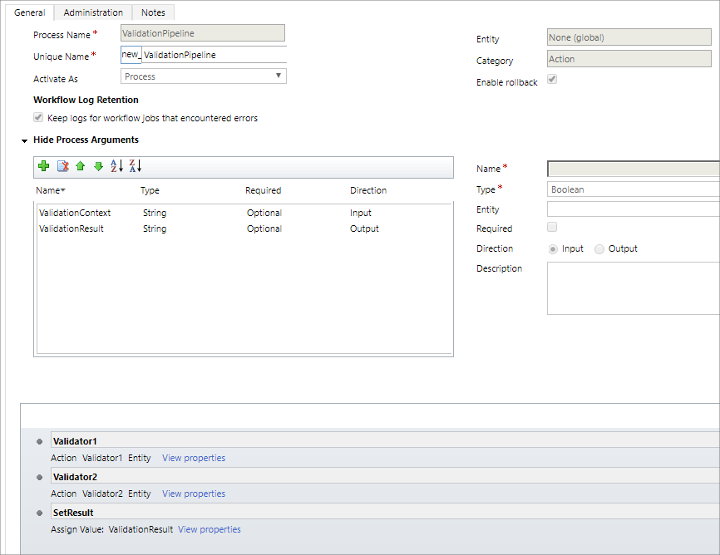 General Administration Notes
Process Name * ValidationPipeline
Entity None (global)
Unique Name * new_ ValidationPipeline
Category Action
Activate As Process
Enable rollback
Workflow Log Retention
Keep logs for workflow jobs that encountered errors
Hide Process Arguments
A Z Z A
Name Type Required Direction
ValidationContext String Optional Input
ValidationResult String Optional Output
Name *
Type * Boolean
Entity
Required
Direction Input Output
Description
Validator1
Action Validator1 Entity View properties
Validator2
Action Validator2 Entity View properties
SetResult
Assign Value: ValidationResult View properties